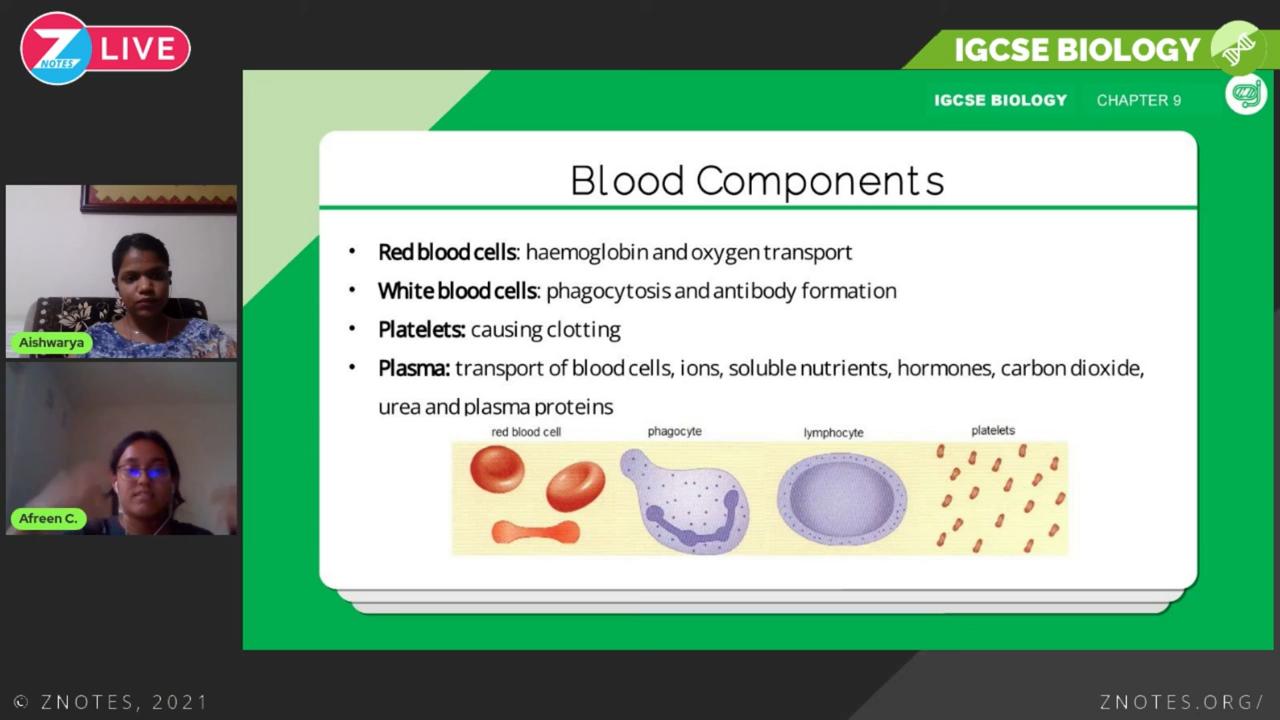 Z NOTES LIVE
IGCSE BIOLOGY
IGCSE BIOLOGY CHAPTER 9
Blood Components
• Red blood cells: haemoglobin and oxygen transport
• White blood cells: phagocytosis and antibody formation
• Platelets: causing clotting
• Plasma: transport of blood cells, ions, soluble nutrients, hormones, carbon dioxide,
urea and plasma proteins
red blood cell phagocyte lymphocyte platelets
Aishwarya
Afreen C.
© ZNOTES, 2021
ZNOTES.ORG/